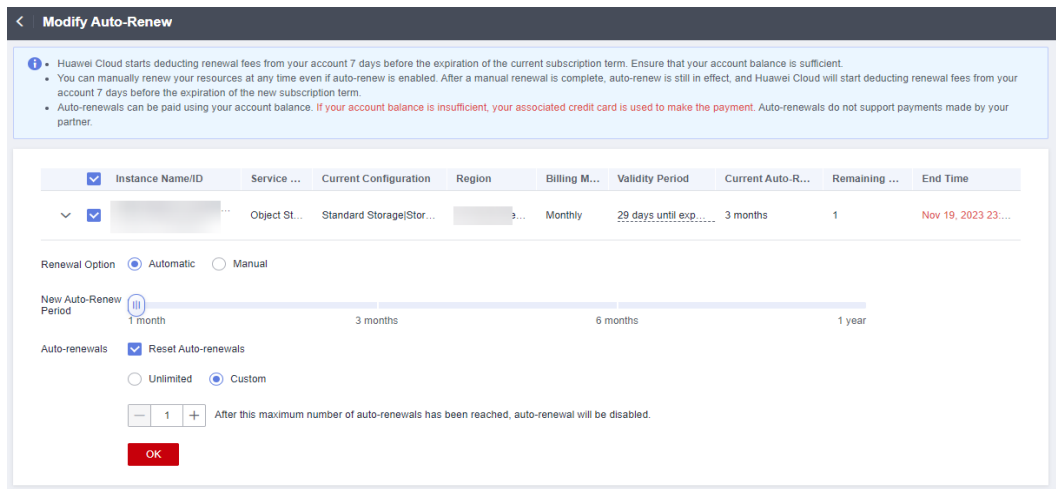 Modify Auto-Renew
Huawei Cloud starts deducting renewal fees from your account 7 days before the expiration of the current subscription term. Ensure that your account balance is sufficient.
You can manually renew your resources at any time even if auto-renew is enabled. After a manual renewal is complete, auto-renew is still in effect, and Huawei Cloud will start deducting renewal fees from your
account 7 days before the expiration of the new subscription term.
Auto-renewals can be paid using your account balance. If your account balance is insufficient, your associated credit card is used to make the payment. Auto-renewals do not support payments made by your
partner.
Instance Name/ID Service ... Current Configuration Region Billing M... Validity Period Current Auto-R... Remaining ... End Time
... Object St... Standard Storage|Stor... e... Monthly 29 days until exp... 3 months 1 Nov 19, 2023 23:...
Renewal Option Automatic Manual
New Auto-Renew
Period
1 month 3 months 6 months 1 year
Auto-renewals Reset Auto-renewals
Unlimited Custom
— 1 + After this maximum number of auto-renewals has been reached, auto-renewal will be disabled.
OK